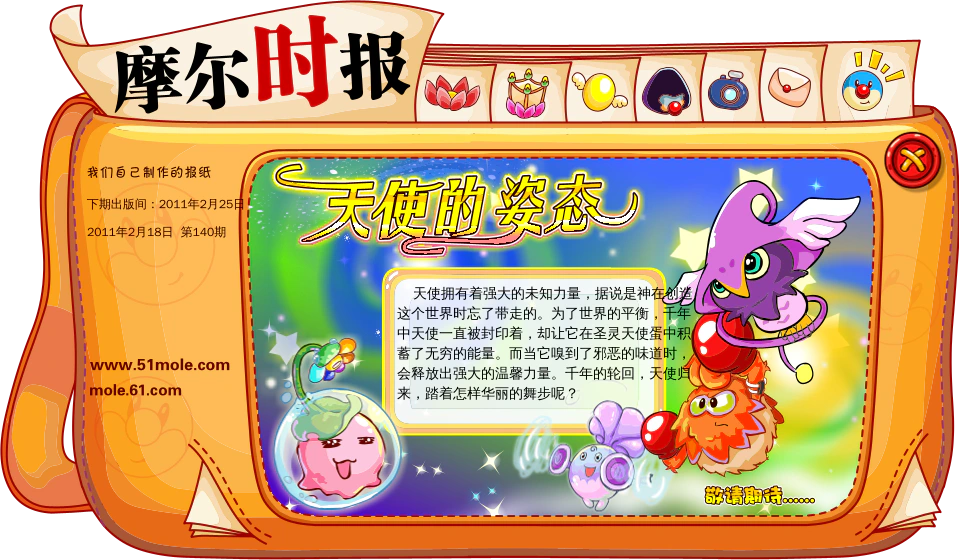 摩尔时报
我们自己制作的报纸
下期出版间：2011年2月25日
2011年2月18日 第140期
www.51mole.com
mole.61.com
天使的 姿态
天使拥有着强大的未知力量，据说是神在创造
这个世界时忘了带走的。为了世界的平衡，千年
中天使一直被封印着，却让它在圣灵天使蛋中积
蓄了无穷的能量。而当它嗅到了邪恶的味道时，
会释放出强大的温馨力量。千年的轮回，天使归
来，踏着怎样华丽的舞步呢？
敬请期待......